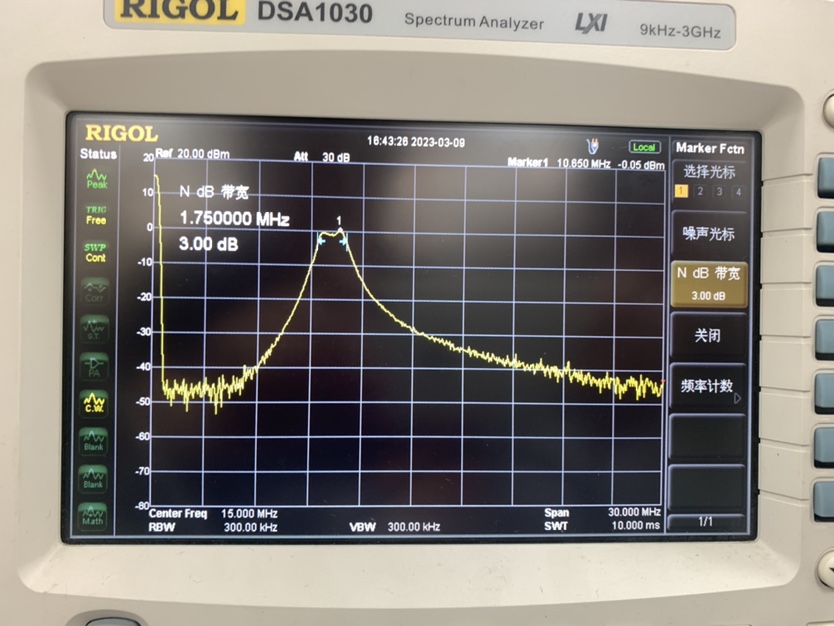 RIGOL DSA1030 Spectrum Analyzer LXI 9kHz-3GHz
RIGOL
16:43:26 2023-03-09
Local
Marker Fctn
Status
Ref 20.00 dBm
Att 30 dB
Marker1 10.650 MHz -0.05 dBm
选择光标
1 2 3 4
噪声光标
N dB 带宽
3.00 dB
关闭
频率计数
1/1
Peak
TRIG
Free
SWP
Cont
Corr
S.T.
PA
C.W.
Blank
Blank
Math
20
10
0
-10
-20
-30
-40
-50
-60
-70
-80
N dB 带宽
1.750000 MHz
3.00 dB
1
Center Freq 15.000 MHz
Span 30.000 MHz
RBW 300.00 kHz
VBW 300.00 kHz
SWT 10.000 ms